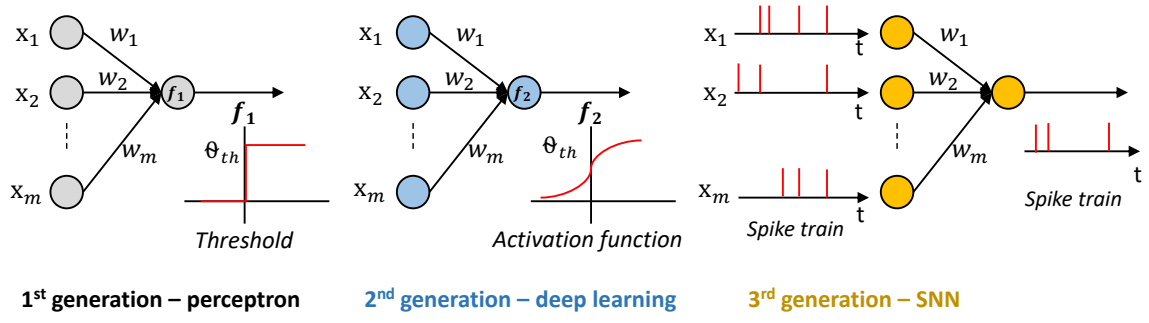 x₁
w₁
x₂
w₂
f₁
xₘ
wₘ
f₁
ϑₜₕ
Threshold
1ˢᵗ generation – perceptron
x₁
w₁
x₂
w₂
f₂
xₘ
wₘ
f₂
ϑₜₕ
Activation function
2ⁿᵈ generation – deep learning
x₁
t
w₁
x₂
t
w₂
xₘ
t
wₘ
t
Spike train
Spike train
3ʳᵈ generation – SNN